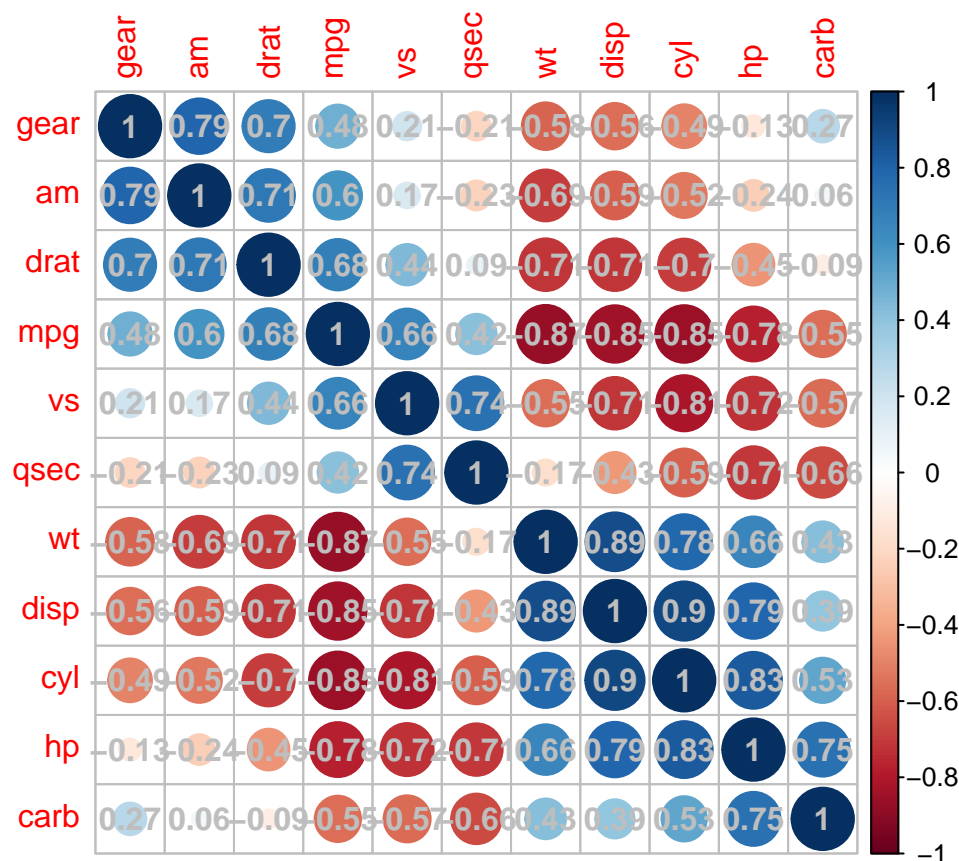 gear am drat mpg vs qsec wt disp cyl hp carb
gear 1 0.79 0.7 0.48 0.21 −0.21 −0.58 −0.56 −0.49 −0.13 0.27
am 0.79 1 0.71 0.6 0.17 −0.23 −0.69 −0.59 −0.52 −0.24 0.06
drat 0.7 0.71 1 0.68 0.44 0.09 −0.71 −0.71 −0.7 −0.45 −0.09
mpg 0.48 0.6 0.68 1 0.66 0.42 −0.87 −0.85 −0.85 −0.78 −0.55
vs 0.21 0.17 0.44 0.66 1 0.74 −0.55 −0.71 −0.81 −0.72 −0.57
qsec −0.21 −0.23 0.09 0.42 0.74 1 −0.17 −0.43 −0.59 −0.71 −0.66
wt −0.58 −0.69 −0.71 −0.87 −0.55 −0.17 1 0.89 0.78 0.66 0.43
disp −0.56 −0.59 −0.71 −0.85 −0.71 −0.43 0.89 1 0.9 0.79 0.39
cyl −0.49 −0.52 −0.7 −0.85 −0.81 −0.59 0.78 0.9 1 0.83 0.53
hp −0.13 −0.24 −0.45 −0.78 −0.72 −0.71 0.66 0.79 0.83 1 0.75
carb 0.27 0.06 −0.09 −0.55 −0.57 −0.66 0.43 0.39 0.53 0.75 1
1
0.8
0.6
0.4
0.2
0
−0.2
−0.4
−0.6
−0.8
−1